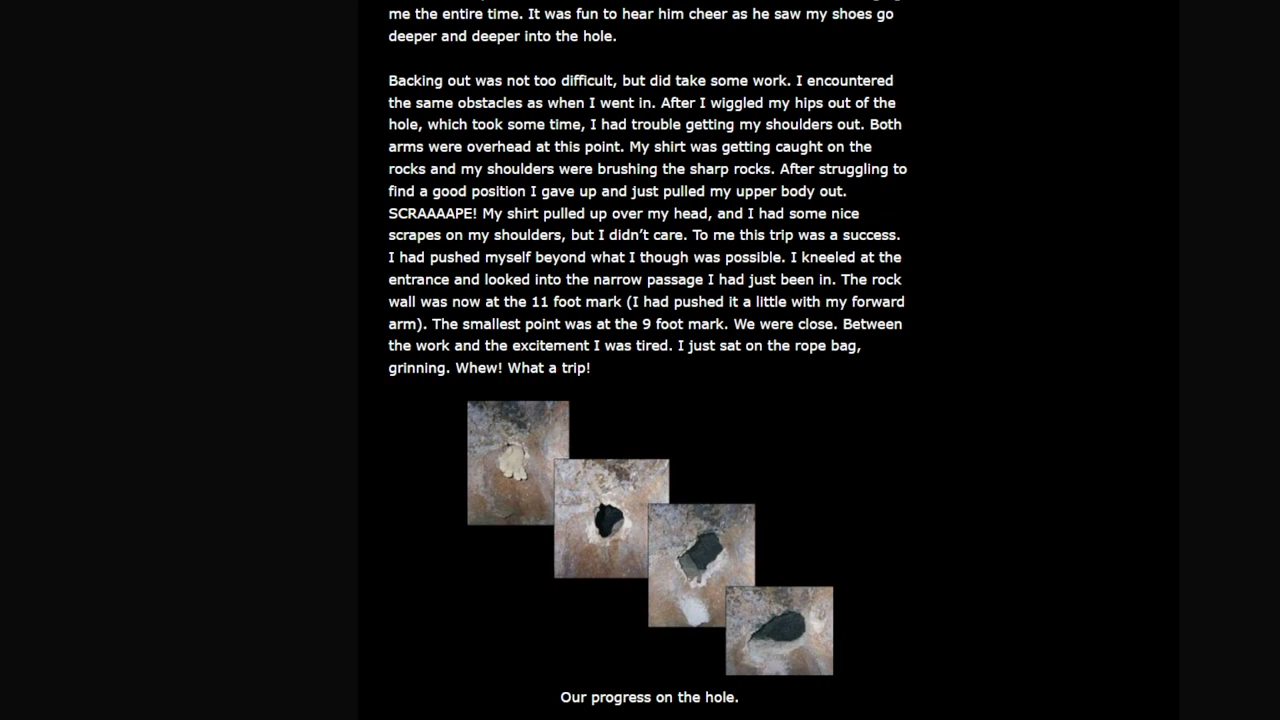 me the entire time. It was fun to hear him cheer as he saw my shoes go
deeper and deeper into the hole.
Backing out was not too difficult, but did take some work. I encountered
the same obstacles as when I went in. After I wiggled my hips out of the
hole, which took some time, I had trouble getting my shoulders out. Both
arms were overhead at this point. My shirt was getting caught on the
rocks and my shoulders were brushing the sharp rocks. After struggling to
find a good position I gave up and just pulled my upper body out.
SCRAAAAPE! My shirt pulled up over my head, and I had some nice
scrapes on my shoulders, but I didn’t care. To me this trip was a success.
I had pushed myself beyond what I though was possible. I kneeled at the
entrance and looked into the narrow passage I had just been in. The rock
wall was now at the 11 foot mark (I had pushed it a little with my forward
arm). The smallest point was at the 9 foot mark. We were close. Between
the work and the excitement I was tired. I just sat on the rope bag,
grinning. Whew! What a trip!
Our progress on the hole.